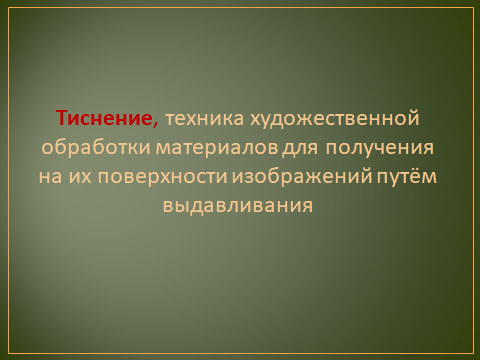 Тиснение, техника художественной
обработки материалов для получения
на их поверхности изображений путём
выдавливания